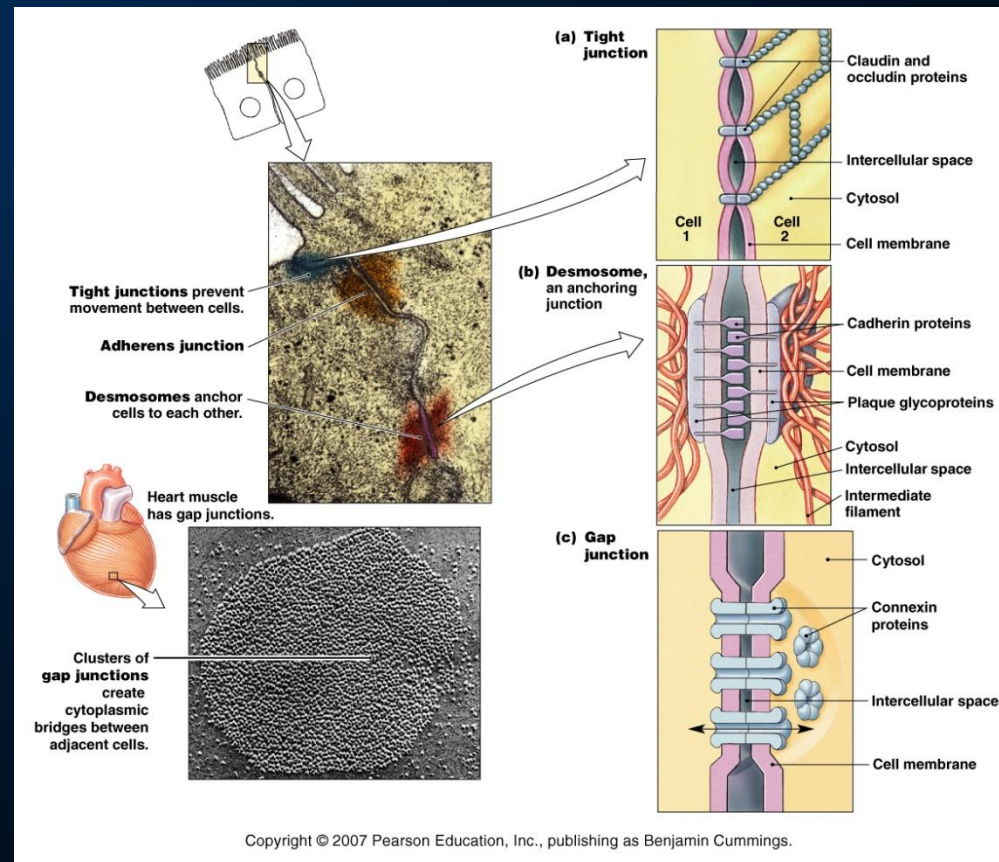 (a) Tight
junction
Claudin and
occludin proteins
Intercellular space
Cytosol
Cell
1
Cell
2
Cell membrane
Tight junctions prevent
movement between cells.
Adherens junction
Desmosomes anchor
cells to each other.
(b) Desmosome,
an anchoring
junction
Cadherin proteins
Cell membrane
Plaque glycoproteins
Cytosol
Intercellular space
Intermediate
filament
Heart muscle
has gap junctions.
Clusters of
gap junctions
create
cytoplasmic
bridges between
adjacent cells.
(c) Gap
junction
Cytosol
Connexin
proteins
Intercellular space
Cell membrane
Copyright © 2007 Pearson Education, Inc., publishing as Benjamin Cummings.